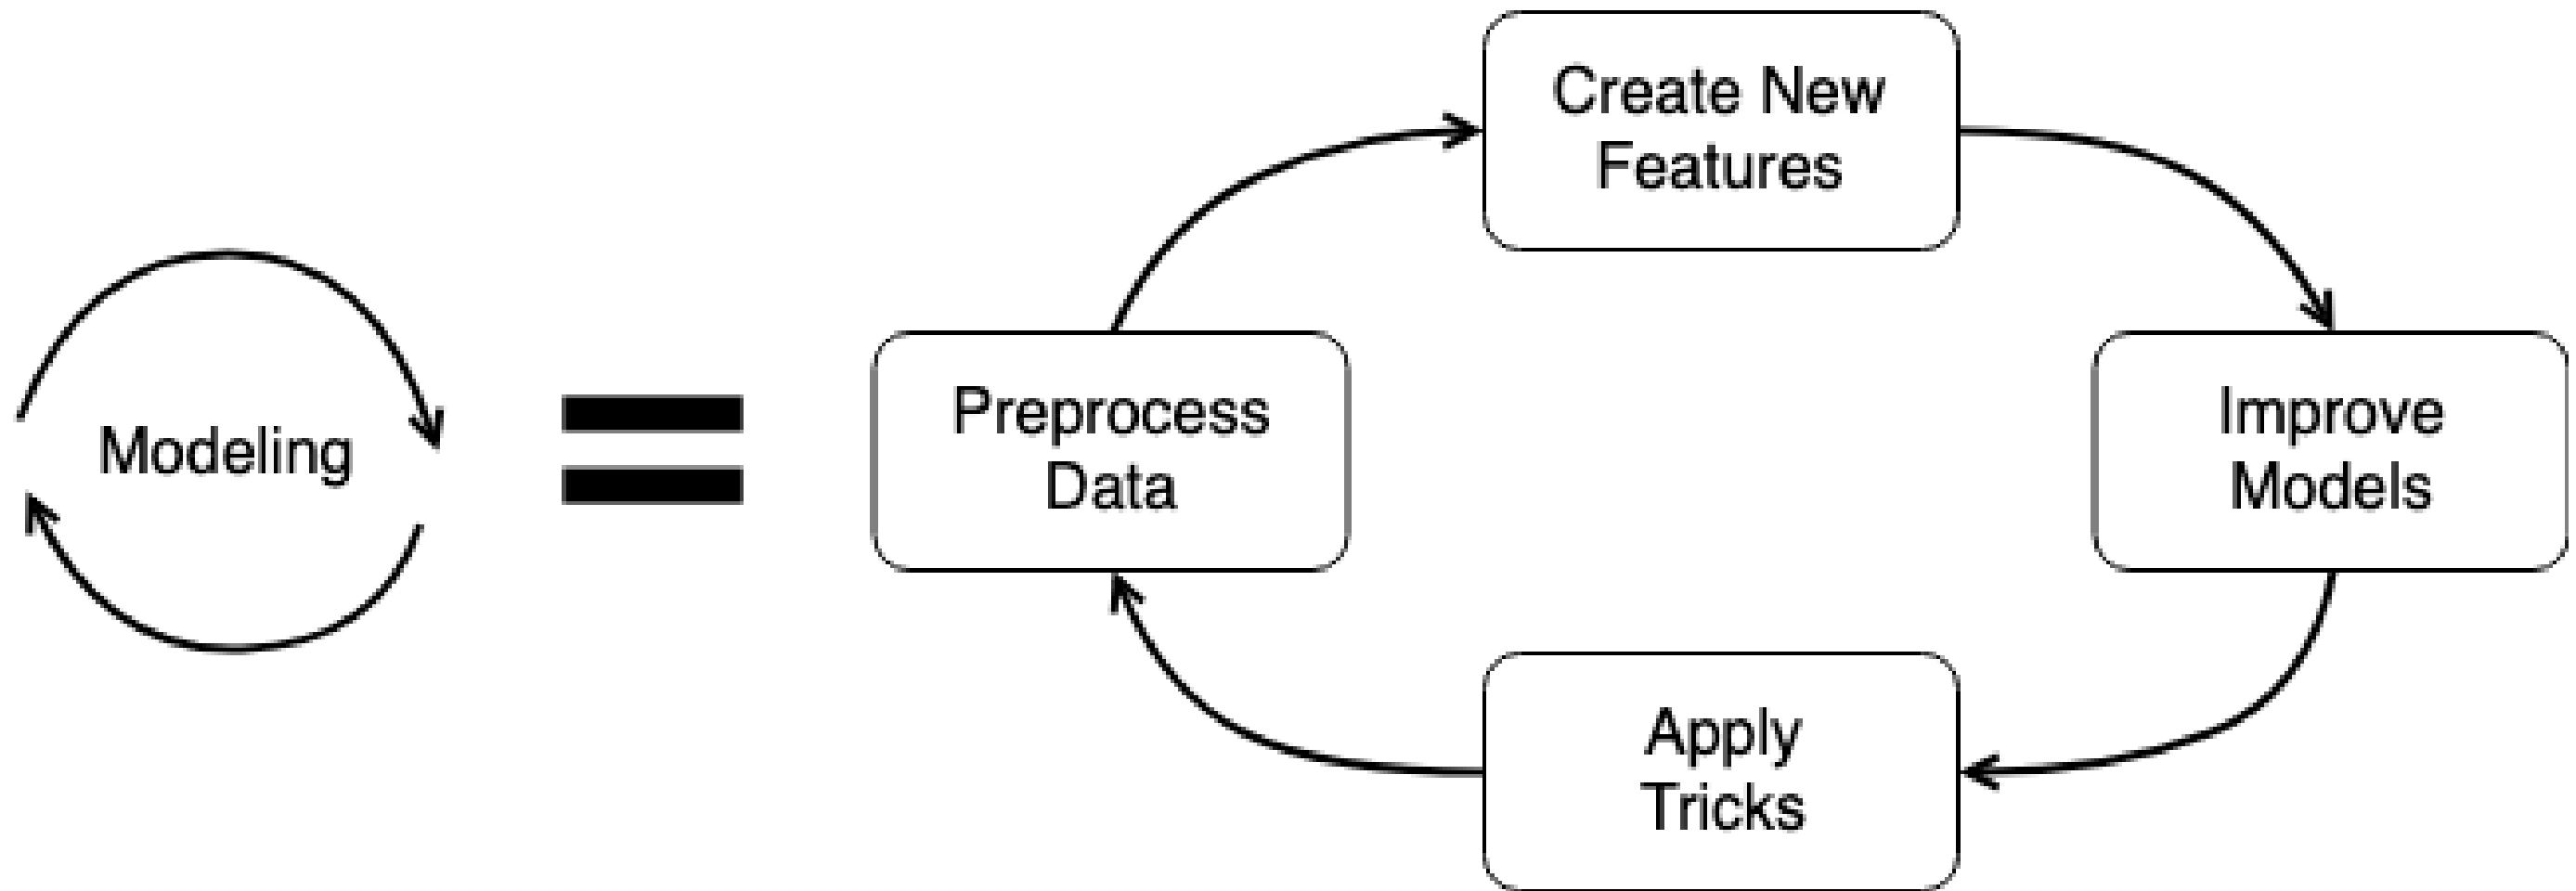 Modeling
Preprocess
Data
Create New
Features
Improve
Models
Apply
Tricks